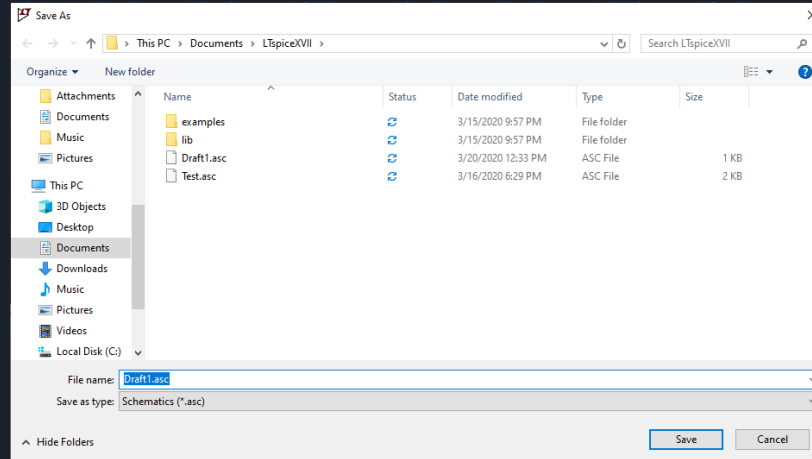 Save As
This PC > Documents > LTspiceXVII >
Search LTspiceXVII
Organize
New folder
Name
Status
Date modified
Type
Size
Attachments
Documents
Music
Pictures
This PC
3D Objects
Desktop
Documents
Downloads
Music
Pictures
Videos
Local Disk (C:)
examples 3/15/2020 9:57 PM File folder
lib 3/15/2020 9:57 PM File folder
Draft1.asc 3/20/2020 12:33 PM ASC File 1 KB
Test.asc 3/16/2020 6:29 PM ASC File 2 KB
File name: Draft1.asc
Save as type: Schematics (*.asc)
Hide Folders
Save
Cancel